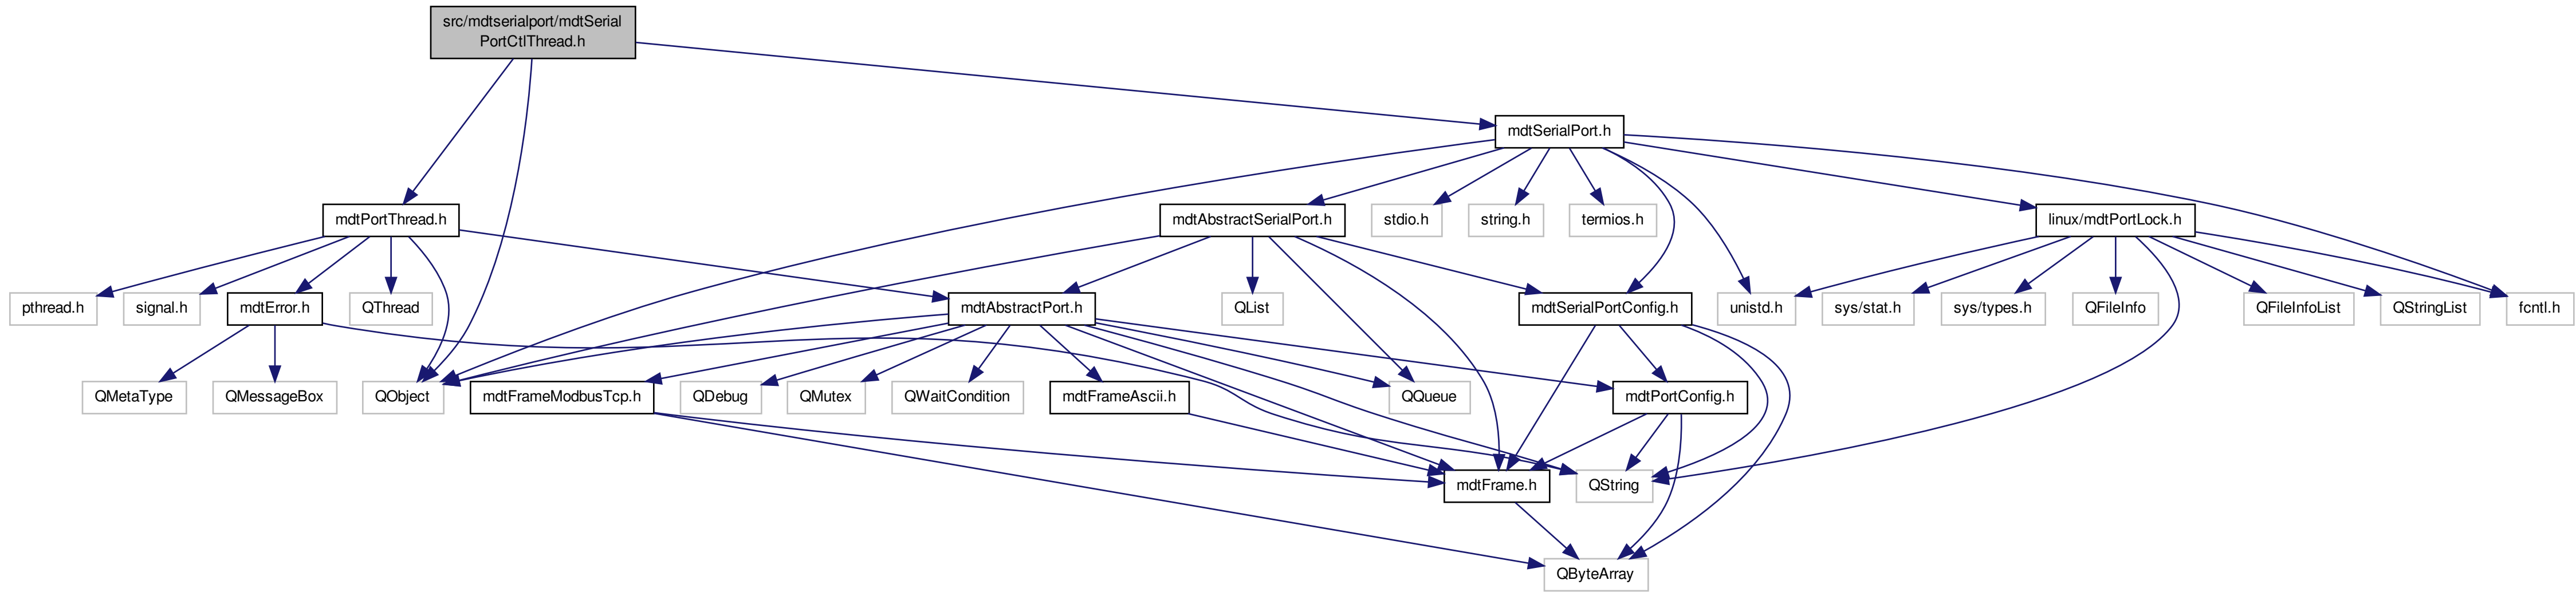 src/mdtserialport/mdtSerial
PortCtlThread.h
mdtSerialPort.h
mdtPortThread.h
mdtAbstractSerialPort.h
stdio.h
string.h
termios.h
linux/mdtPortLock.h
pthread.h
signal.h
mdtError.h
QThread
mdtAbstractPort.h
QList
mdtSerialPortConfig.h
unistd.h
sys/stat.h
sys/types.h
QFileInfo
QFileInfoList
QStringList
fcntl.h
QMetaType
QMessageBox
QObject
mdtFrameModbusTcp.h
QDebug
QMutex
QWaitCondition
mdtFrameAscii.h
QQueue
mdtPortConfig.h
mdtFrame.h
QString
QByteArray